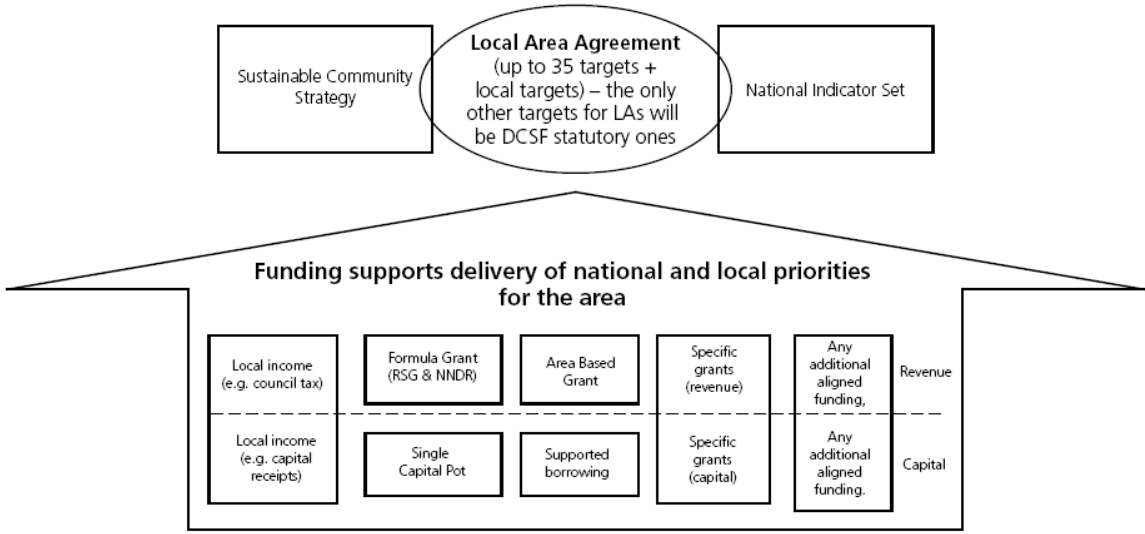 Sustainable Community
Strategy
Local Area Agreement
(up to 35 targets +
local targets) – the only
other targets for LAs will
be DCSF statutory ones
National Indicator Set
Funding supports delivery of national and local priorities
for the area
Local income
(e.g. council tax)
Formula Grant
(RSG & NNDR)
Area Based
Grant
Specific
grants
(revenue)
Any
additional
aligned
funding,
Revenue
Local income
(e.g. capital
receipts)
Single
Capital Pot
Supported
borrowing
Specific
grants
(capital)
Any
additional
aligned
funding.
Capital